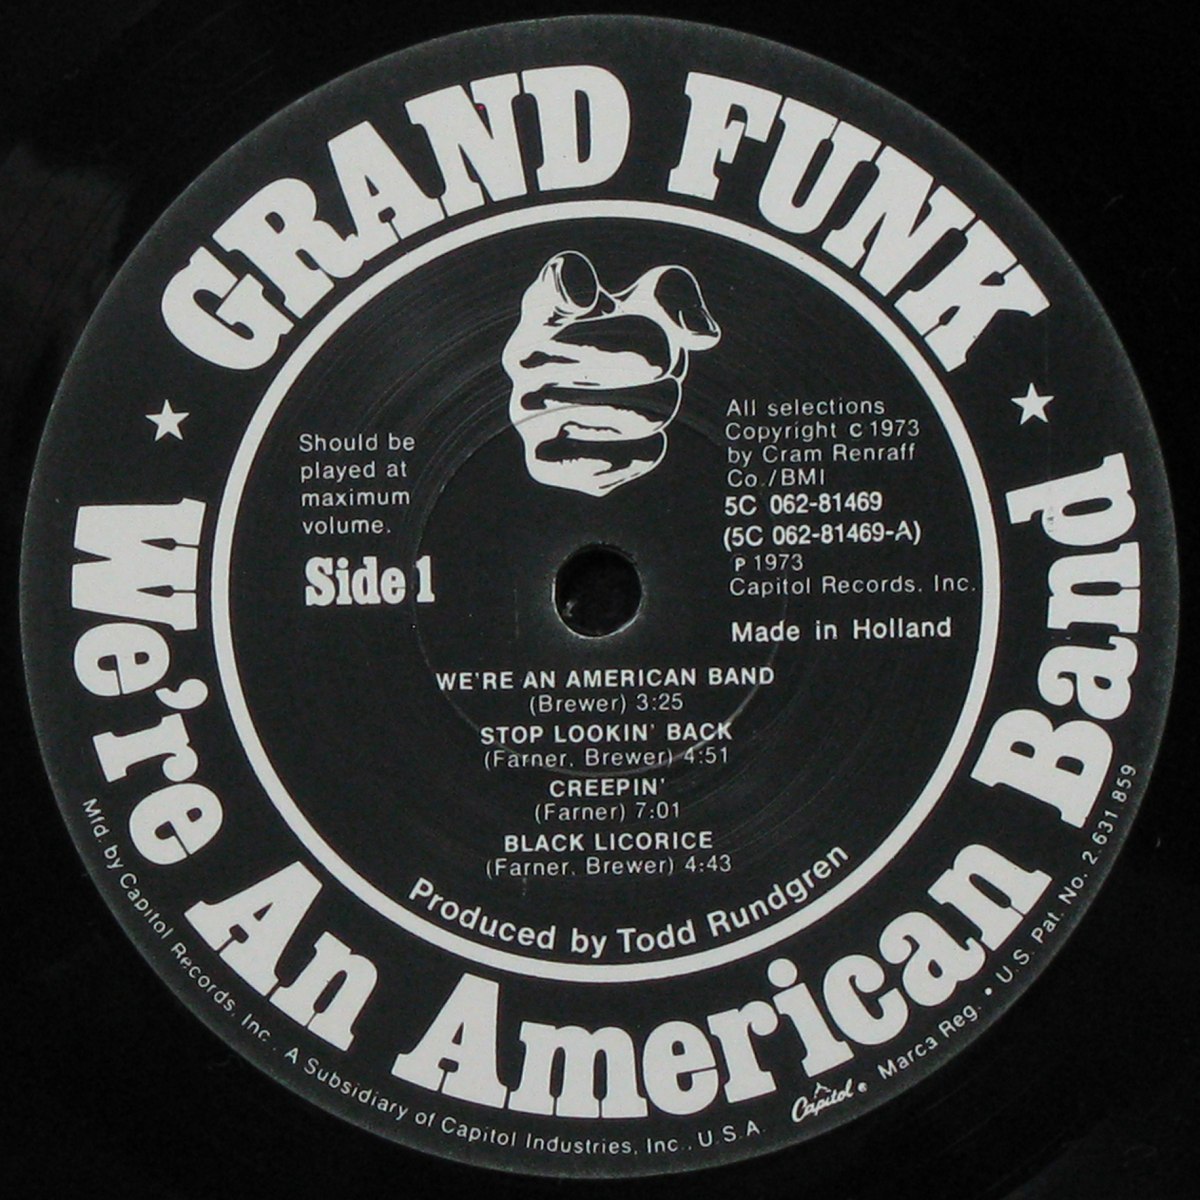 GRAND FUNK
We're An American Band
Should be
played at
maximum
volume.
Side 1
All selections
Copyright c 1973
by Cram Renraff
Co./BMI
5C 062-81469
(5C 062-81469-A)
P 1973
Capitol Records, Inc.
Made in Holland
WE'RE AN AMERICAN BAND
(Brewer) 3:25
STOP LOOKIN' BACK
(Farner, Brewer) 4:51
CREEPIN'
(Farner) 7:01
BLACK LICORICE
(Farner, Brewer) 4:43
Produced by Todd Rundgren
Mfd. by Capitol Records, Inc., A Subsidiary of Capitol Industries, Inc., U.S.A. Capitol ® Marca Reg. • U.S. Pat. No. 2.631.859